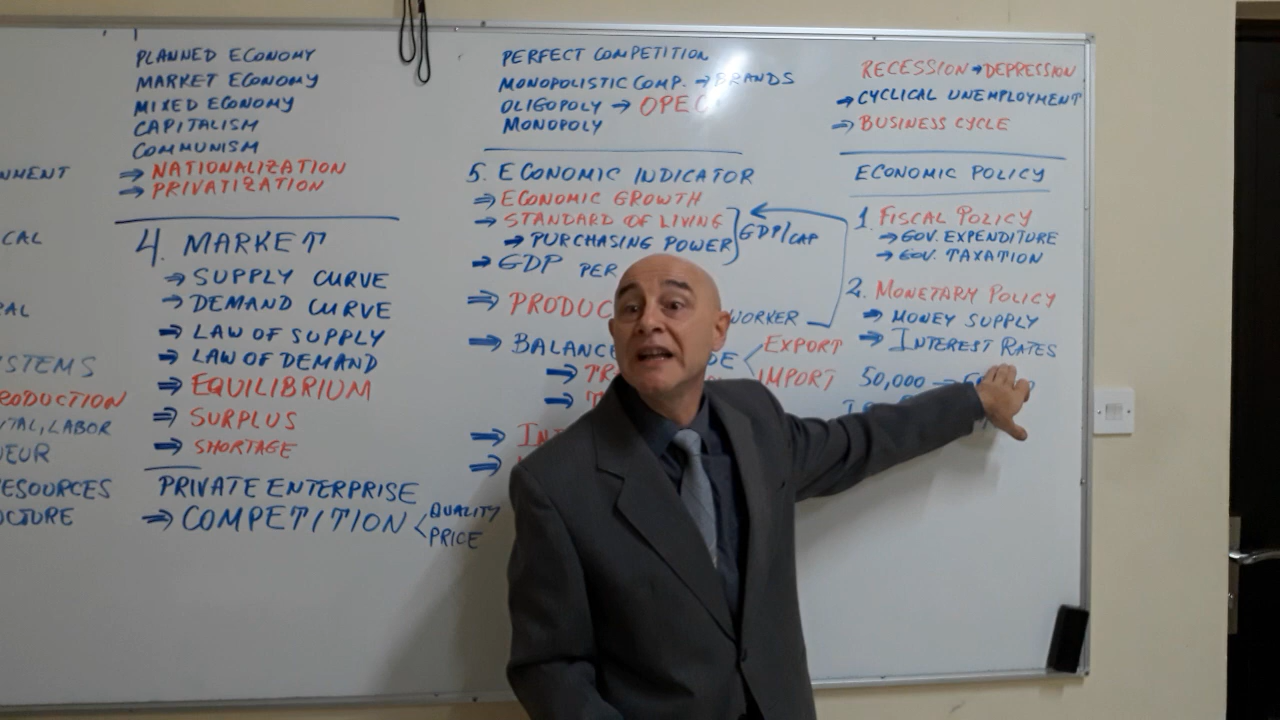 NMENT
CAL
RAL
STEMS
RODUCTION
TAL, LABOR
EUR
ESOURCES
CTURE
PLANNED ECONOMY
MARKET ECONOMY
MIXED ECONOMY
CAPITALISM
COMMUNISM
⇒ NATIONALIZATION
⇒ PRIVATIZATION
4. MARKET
⇒ SUPPLY CURVE
⇒ DEMAND CURVE
⇒ LAW OF SUPPLY
⇒ LAW OF DEMAND
⇒ EQUILIBRIUM
⇒ SURPLUS
⇒ SHORTAGE
PRIVATE ENTERPRISE
⇒ COMPETITION < QUALITY
PRICE
PERFECT COMPETITION
MONOPOLISTIC COMP. → BRANDS
OLIGOPOLY → OPEC
MONOPOLY
5. ECONOMIC INDICATOR
⇒ ECONOMIC GROWTH
⇒ STANDARD OF LIVING
→ PURCHASING POWER } GDP/CAP
⇒ GDP PER
⇒ PRODUC WORKER
⇒ BALANCE DE < EXPORT
IMPORT
⇒ TR
⇒ IN
RECESSION → DEPRESSION
⇒ CYCLICAL UNEMPLOYMENT
⇒ BUSINESS CYCLE
ECONOMIC POLICY
1. FISCAL POLICY
→ GOV. EXPENDITURE
→ GOV. TAXATION
2. MONETARY POLICY
→ MONEY SUPPLY
⇒ INTEREST RATES
50,000 →